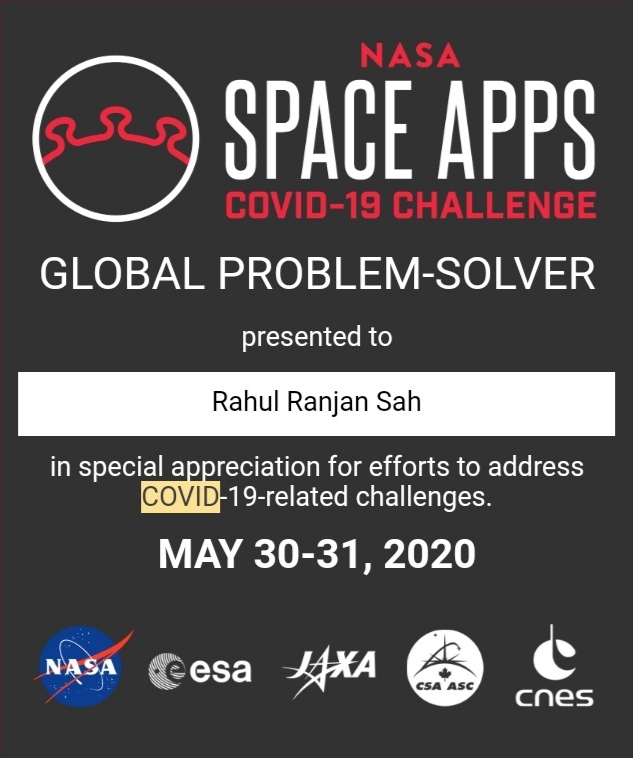 NASA
SPACE APPS
COVID-19 CHALLENGE
GLOBAL PROBLEM-SOLVER
presented to
Rahul Ranjan Sah
in special appreciation for efforts to address
COVID-19-related challenges.
MAY 30-31, 2020
NASA esa JAXA CSA ASC cnes